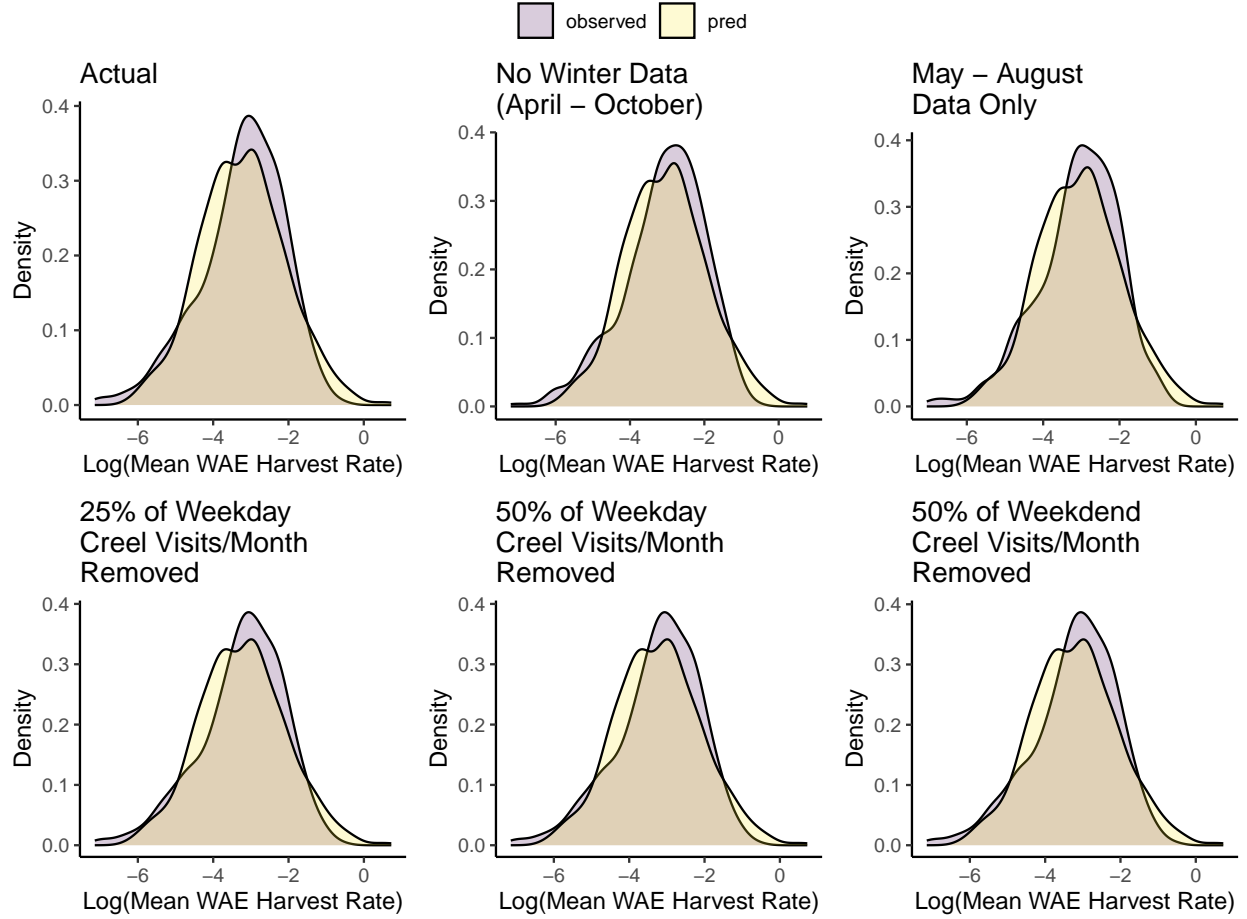 observed pred
Actual
0.4
0.3
0.2
0.1
0.0
Density
−6 −4 −2 0
Log(Mean WAE Harvest Rate)
No Winter Data
(April − October)
0.4
0.3
0.2
0.1
0.0
Density
−6 −4 −2 0
Log(Mean WAE Harvest Rate)
May − August
Data Only
0.4
0.3
0.2
0.1
0.0
Density
−6 −4 −2 0
Log(Mean WAE Harvest Rate)
25% of Weekday
Creel Visits/Month
Removed
0.4
0.3
0.2
0.1
0.0
Density
−6 −4 −2 0
Log(Mean WAE Harvest Rate)
50% of Weekday
Creel Visits/Month
Removed
0.4
0.3
0.2
0.1
0.0
Density
−6 −4 −2 0
Log(Mean WAE Harvest Rate)
50% of Weekdend
Creel Visits/Month
Removed
0.4
0.3
0.2
0.1
0.0
Density
−6 −4 −2 0
Log(Mean WAE Harvest Rate)